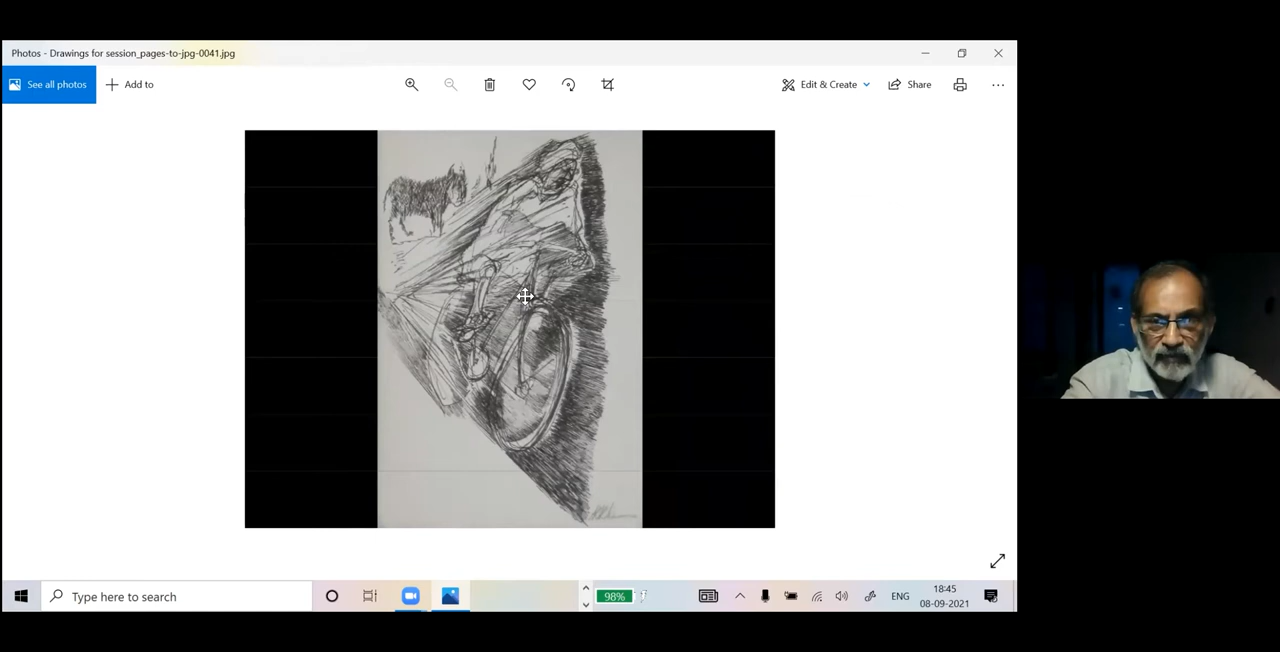 Photos - Drawings for session_pages-to-jpg-0041.jpg
See all photos
Add to
Edit & Create
Share
Type here to search
98%
ENG
18:45
08-09-2021